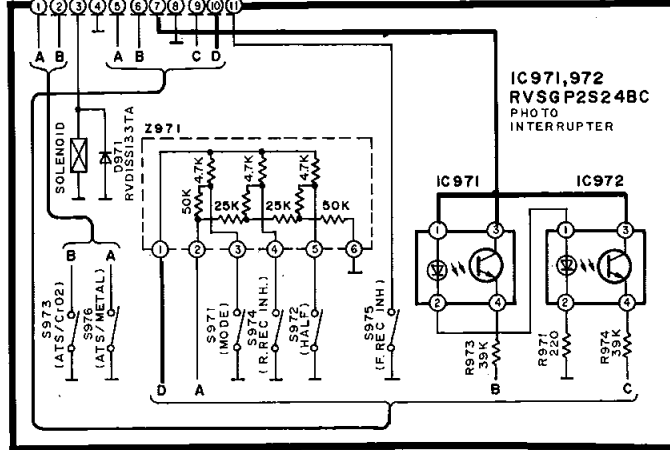 1 2 3 4 5 6 7 8 9 10 11
A B A B C D
IC971,972
RVSGP2S24BC
PHOTO
INTERRUPTER
SOLENOID
D971
RVD1SS133TA
Z971
4.7K 4.7K 4.7K
50K 25K 25K 50K
1 2 3 4 5 6
IC971 IC972
1 3 1 3
2 4 2 4
B A
S973
(ATS/CrO2)
S976
(ATS/METAL)
S971
(MODE)
S974
(R.REC INH.)
S972
(HALF)
S975
(F.REC INH)
R973
39K
R971
220
R974
39K
D A B C